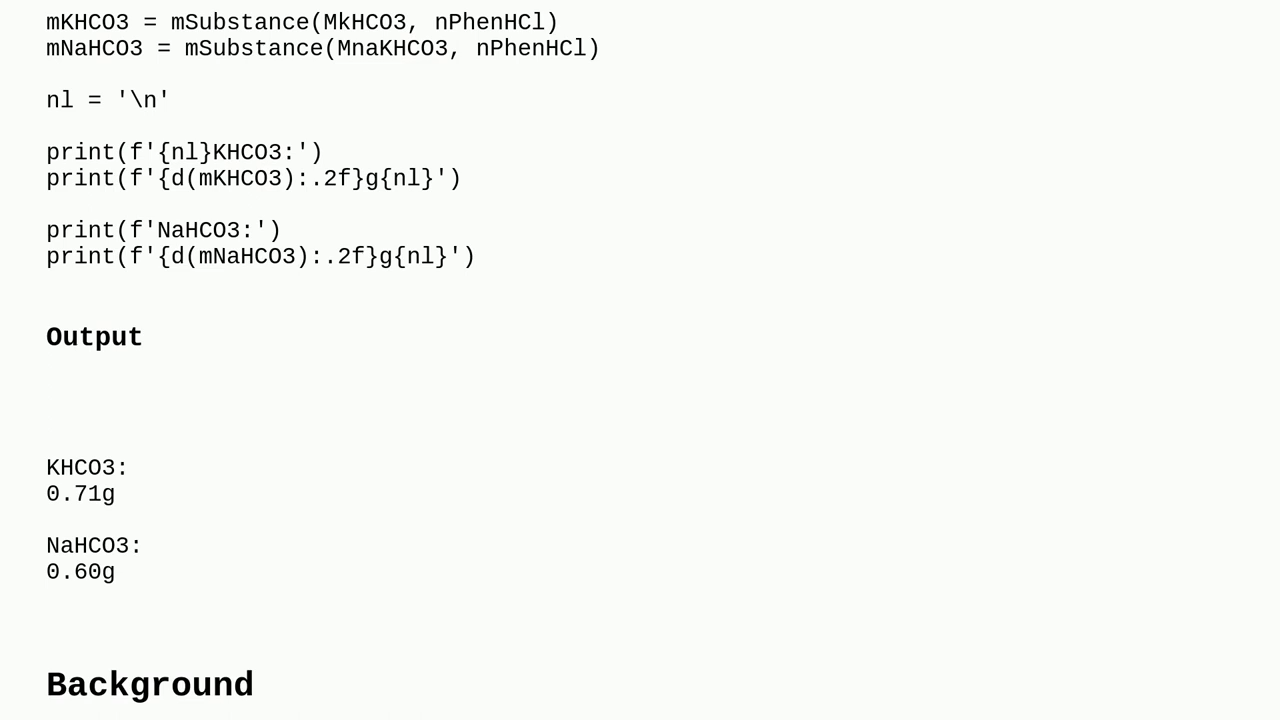 mKHCO3 = mSubstance(MkHCO3, nPhenHCl)
mNaHCO3 = mSubstance(MnaKHCO3, nPhenHCl)
nl = '\n'
print(f'{nl}KHCO3:')
print(f'{d(mKHCO3):.2f}g{nl}')
print(f'NaHCO3:')
print(f'{d(mNaHCO3):.2f}g{nl}')
Output
KHCO3:
0.71g
NaHCO3:
0.60g
Background